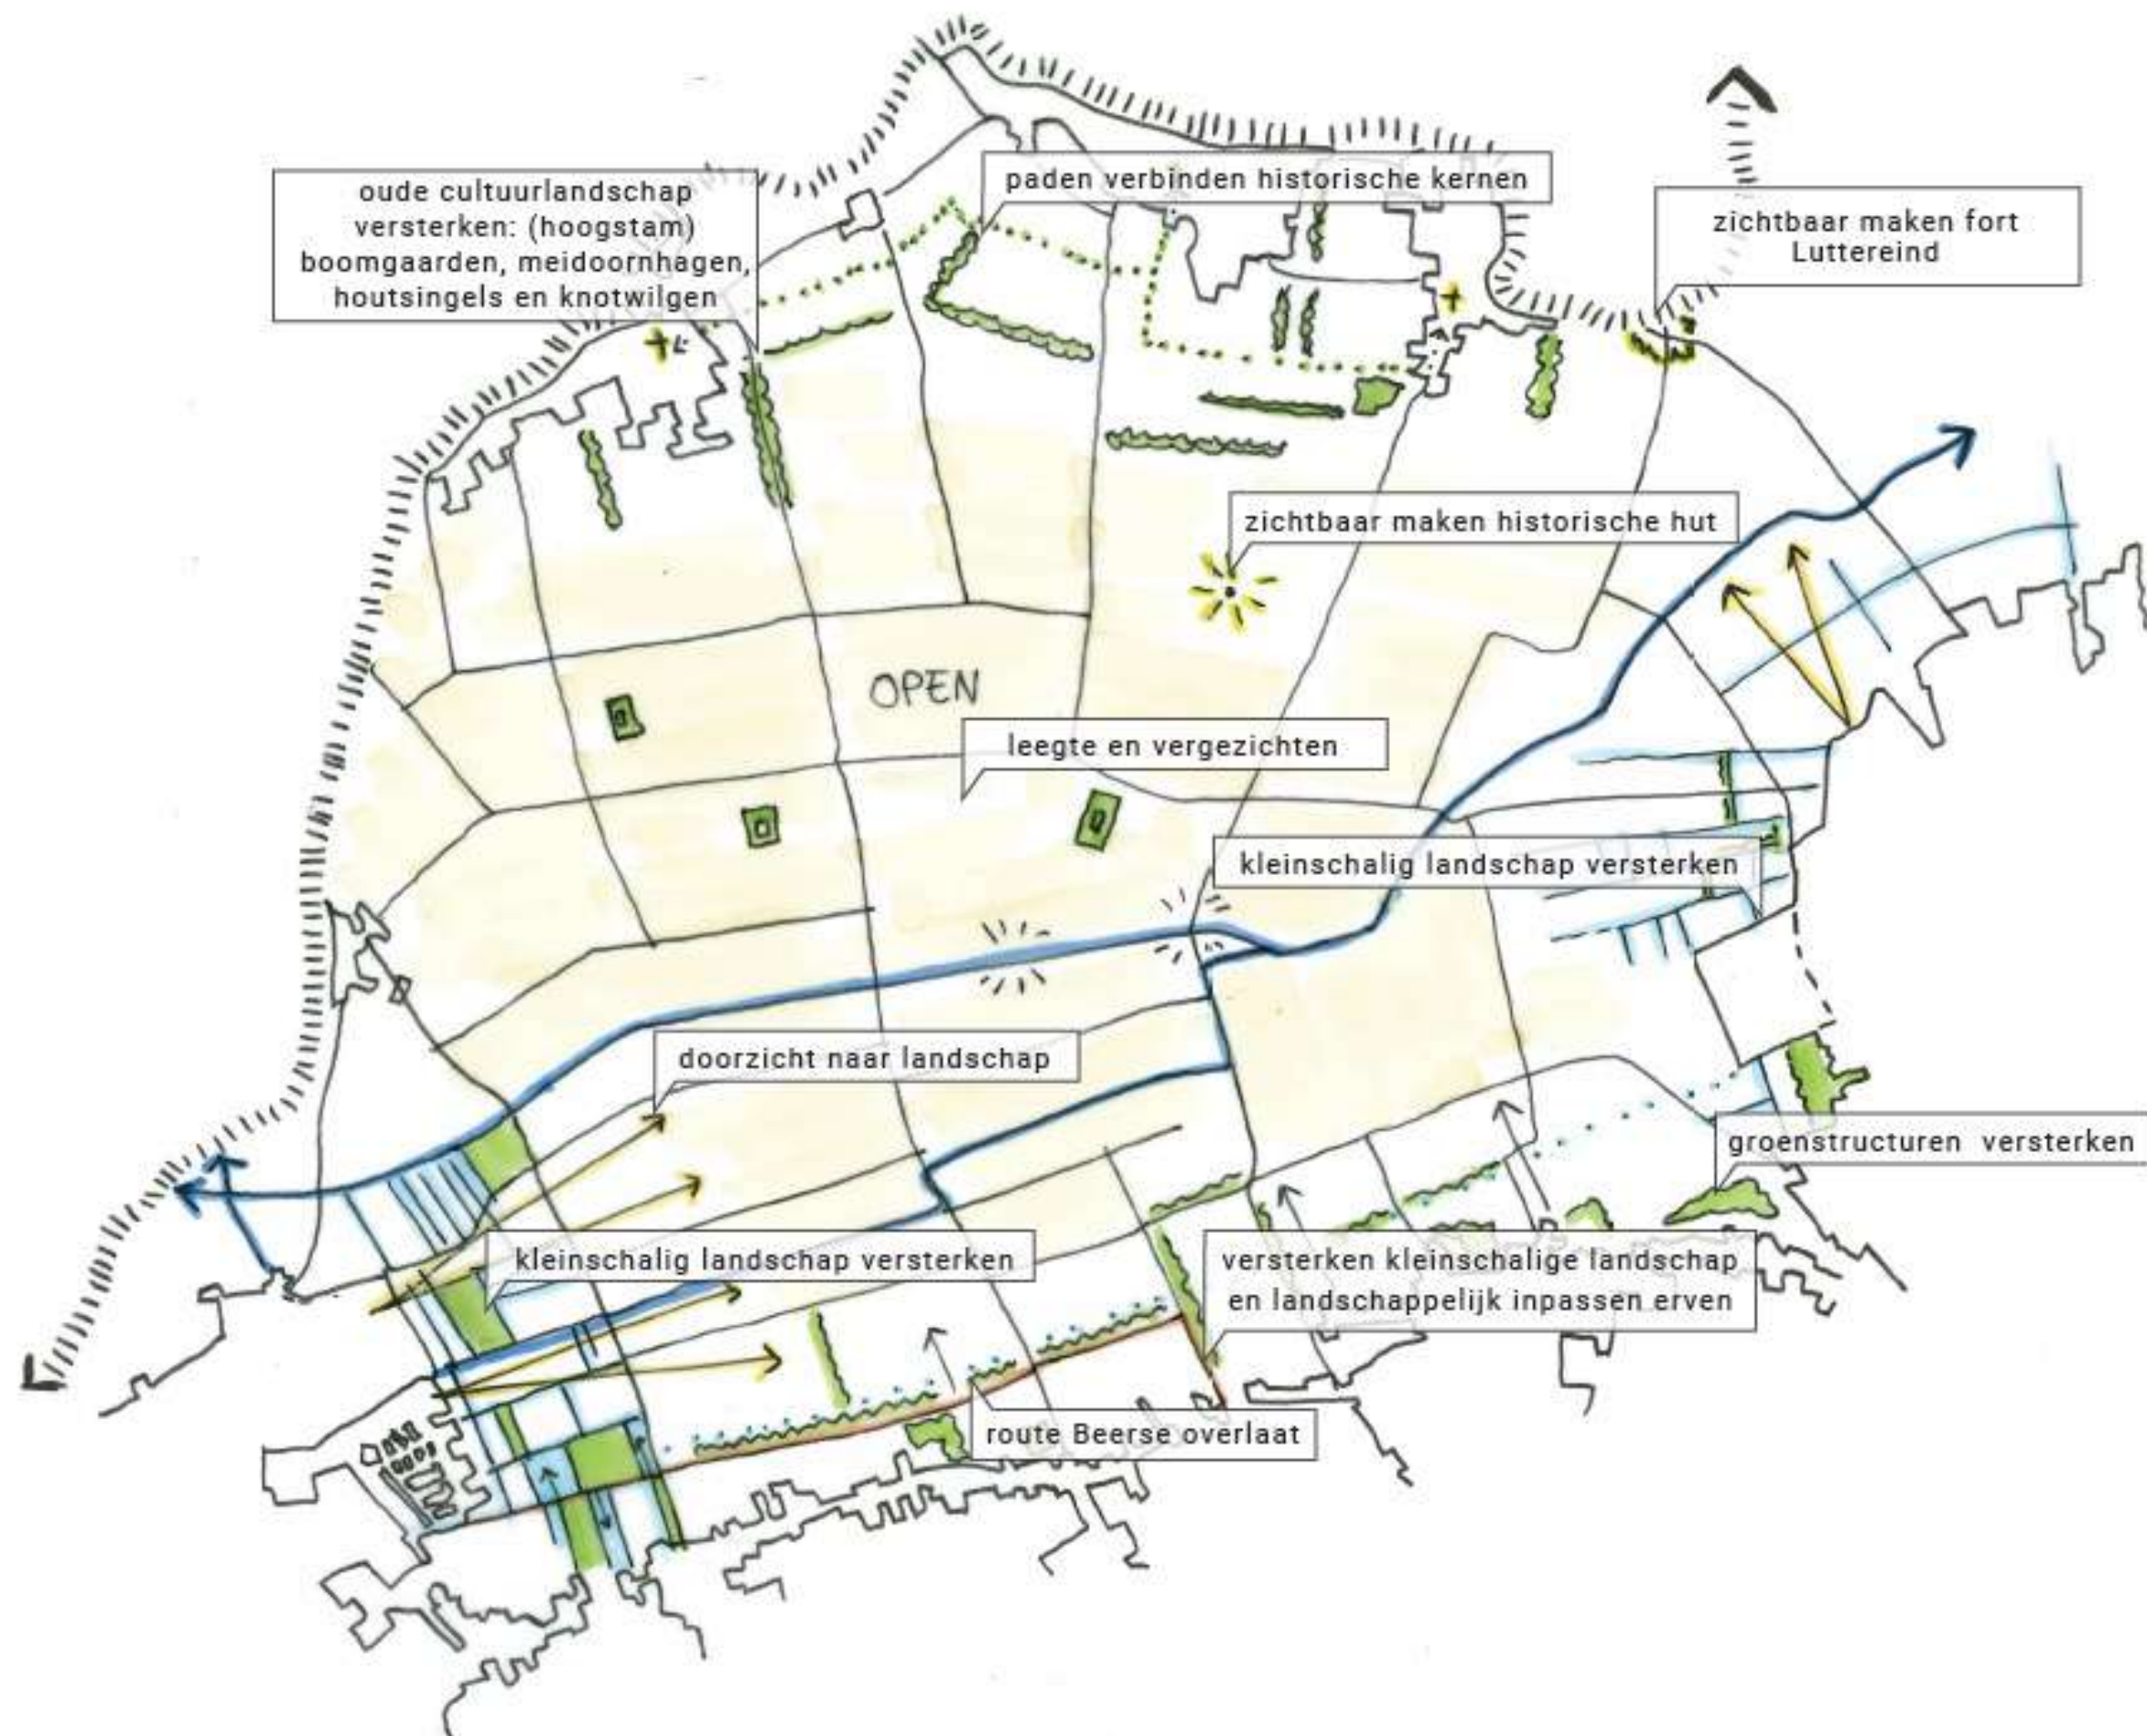 oude cultuurlandschap
versterken: (hoogstam)
boomgaarden, meidoornhagen,
houtsingels en knotwilgen
paden verbinden historische kernen
zichtbaar maken fort
Luttereind
zichtbaar maken historische hut
OPEN
leegte en vergezichten
kleinschalig landschap versterken
doorzicht naar landschap
groenstructuren versterken
kleinschalig landschap versterken
versterken kleinschalige landschap
en landschappelijk inpassen erven
route Beerse overlaat